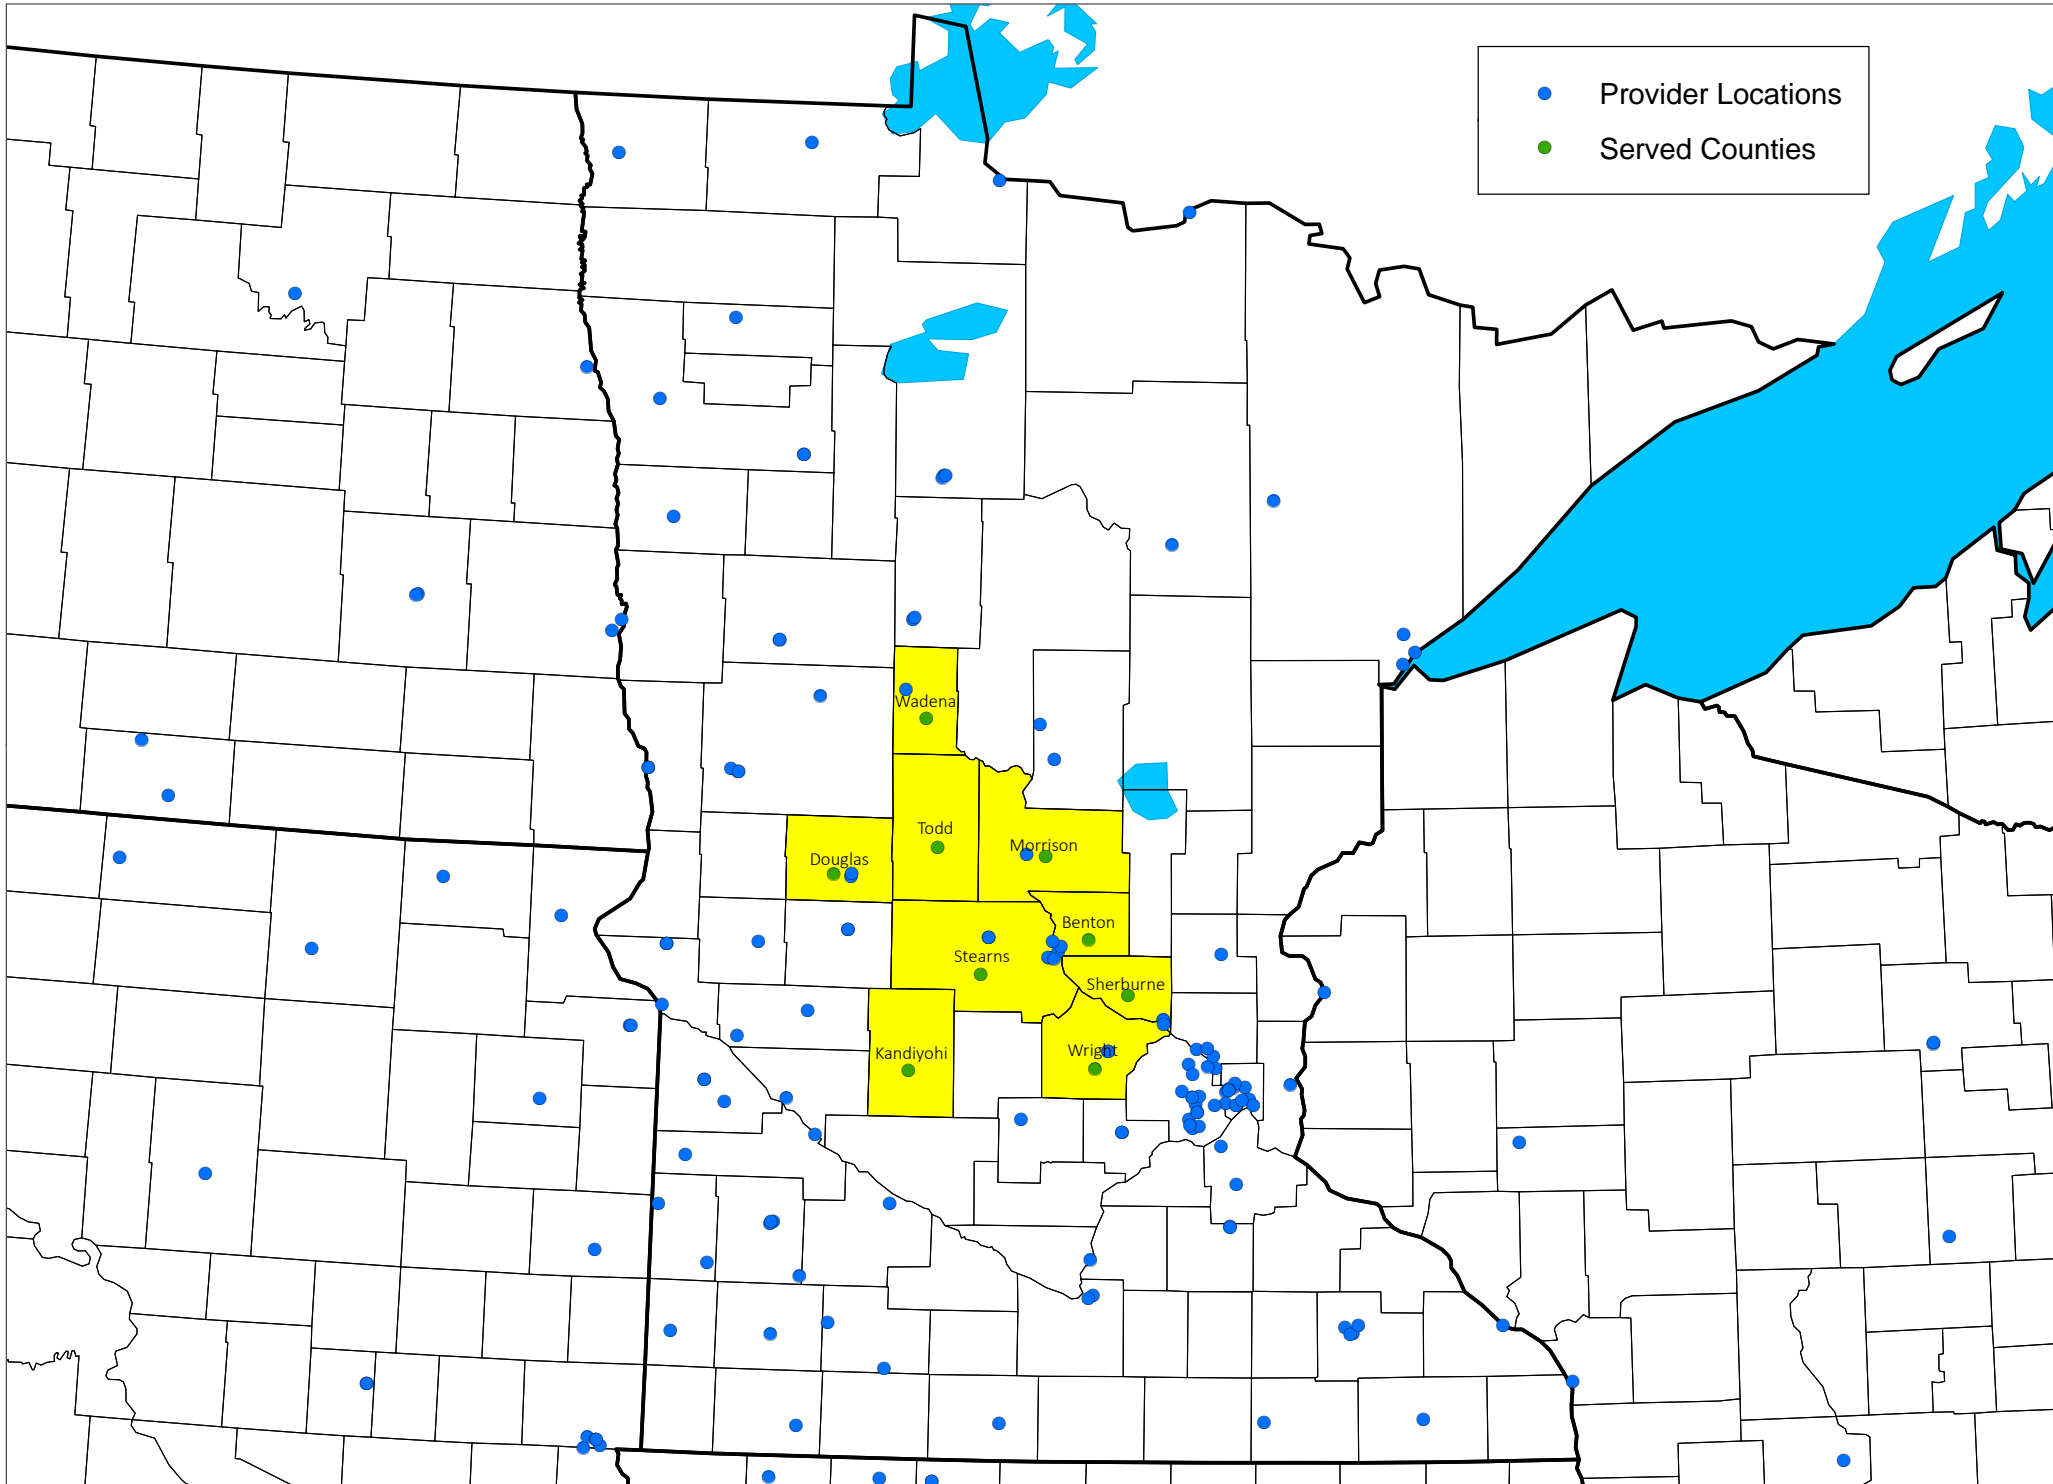 Provider Locations
Served Counties
Wadena
Todd
Morrison
Douglas
Benton
Stearns
Sherburne
Kandiyohi
Wright